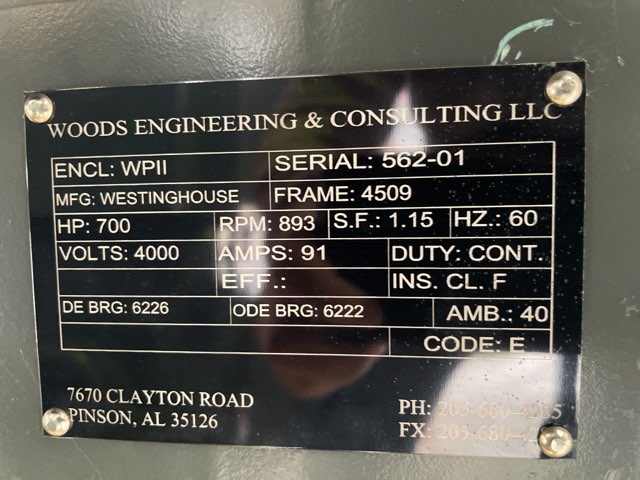 WOODS ENGINEERING & CONSULTING LLC
ENCL: WPII SERIAL: 562-01
MFG: WESTINGHOUSE FRAME: 4509
HP: 700 RPM: 893 S.F.: 1.15 HZ.: 60
VOLTS: 4000 AMPS: 91 DUTY: CONT.
EFF.: INS. CL. F
DE BRG: 6226 ODE BRG: 6222 AMB.: 40
CODE: E
7670 CLAYTON ROAD
PINSON, AL 35126
PH:
FX: